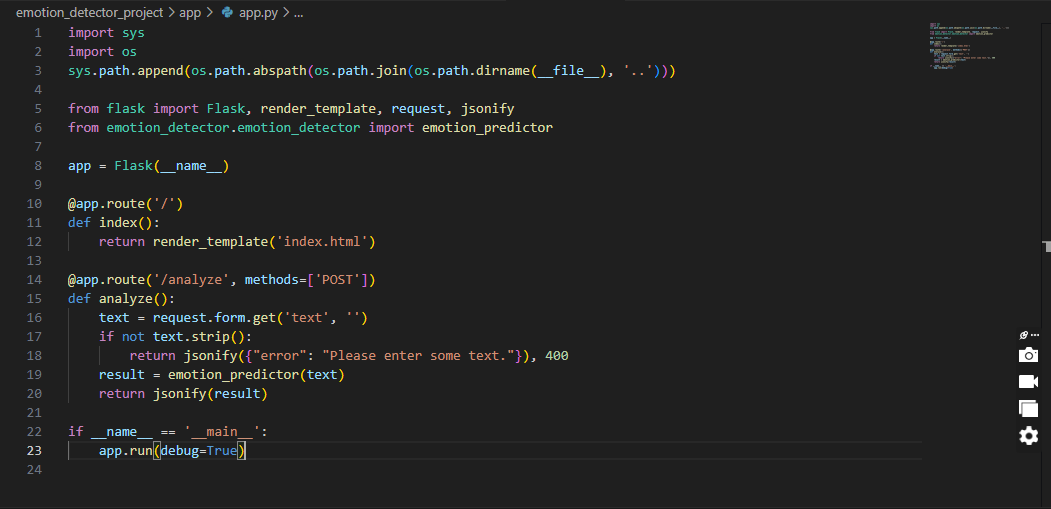 emotion_detector_project > app > app.py > ...
1 import sys
2 import os
3 sys.path.append(os.path.abspath(os.path.join(os.path.dirname(__file__), '..')))
4
5 from flask import Flask, render_template, request, jsonify
6 from emotion_detector.emotion_detector import emotion_predictor
7
8 app = Flask(__name__)
9
10 @app.route('/')
11 def index():
12     return render_template('index.html')
13
14 @app.route('/analyze', methods=['POST'])
15 def analyze():
16     text = request.form.get('text', '')
17     if not text.strip():
18         return jsonify({"error": "Please enter some text."}), 400
19     result = emotion_predictor(text)
20     return jsonify(result)
21
22 if __name__ == '__main__':
23     app.run(debug=True)
24